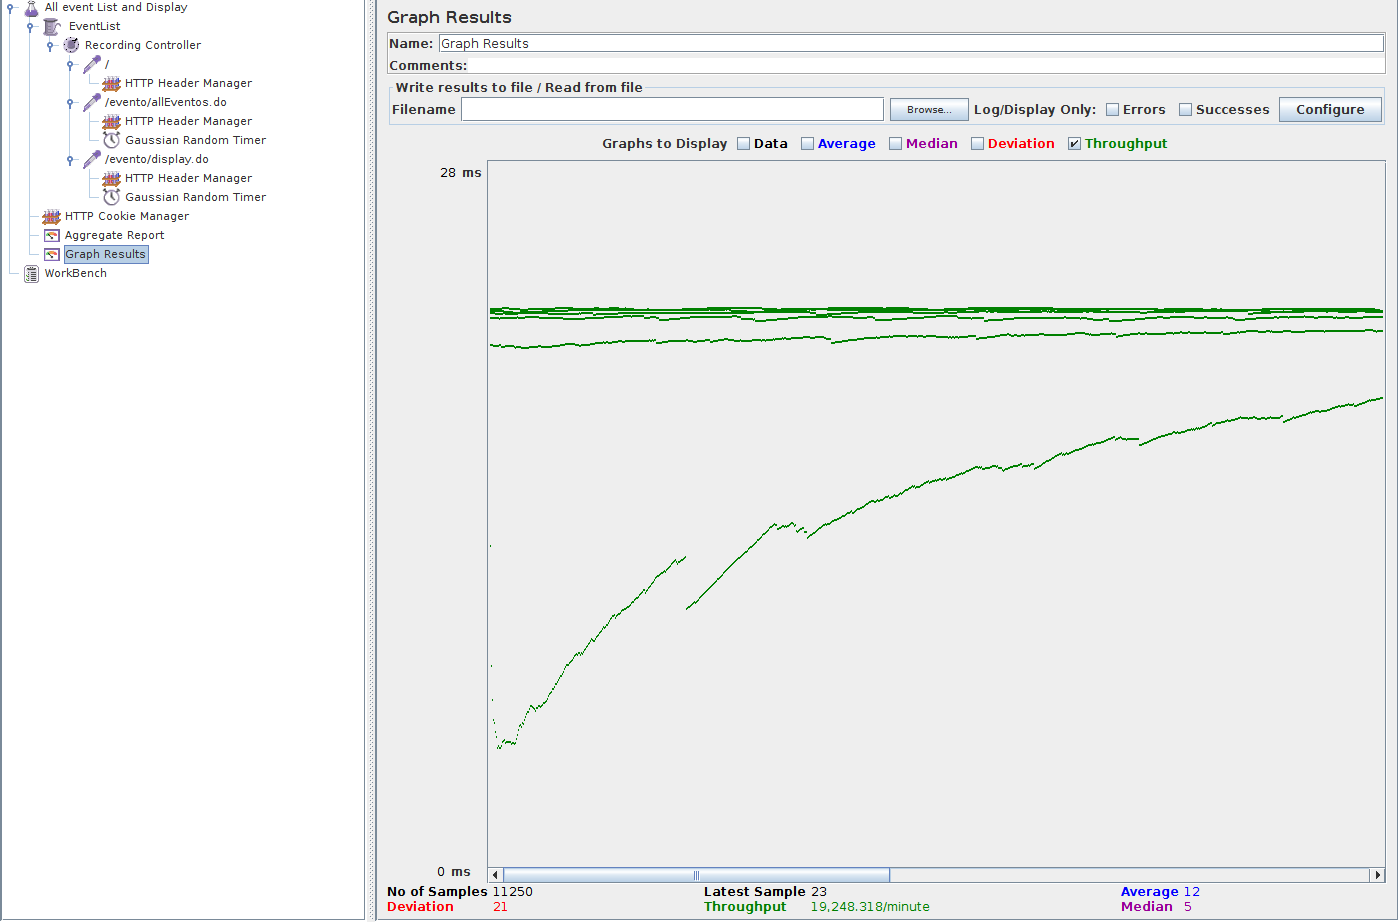 All event List and Display
EventList
Recording Controller
/
HTTP Header Manager
/evento/allEventos.do
HTTP Header Manager
Gaussian Random Timer
/evento/display.do
HTTP Header Manager
Gaussian Random Timer
HTTP Cookie Manager
Aggregate Report
Graph Results
WorkBench
Graph Results
Name: Graph Results
Comments:
Write results to file / Read from file
Filename Browse... Log/Display Only: Errors Successes Configure
Graphs to Display Data Average Median Deviation Throughput
28 ms
0 ms
No of Samples 11250 Latest Sample 23 Average 12
Deviation 21 Throughput 19,248.318/minute Median 5